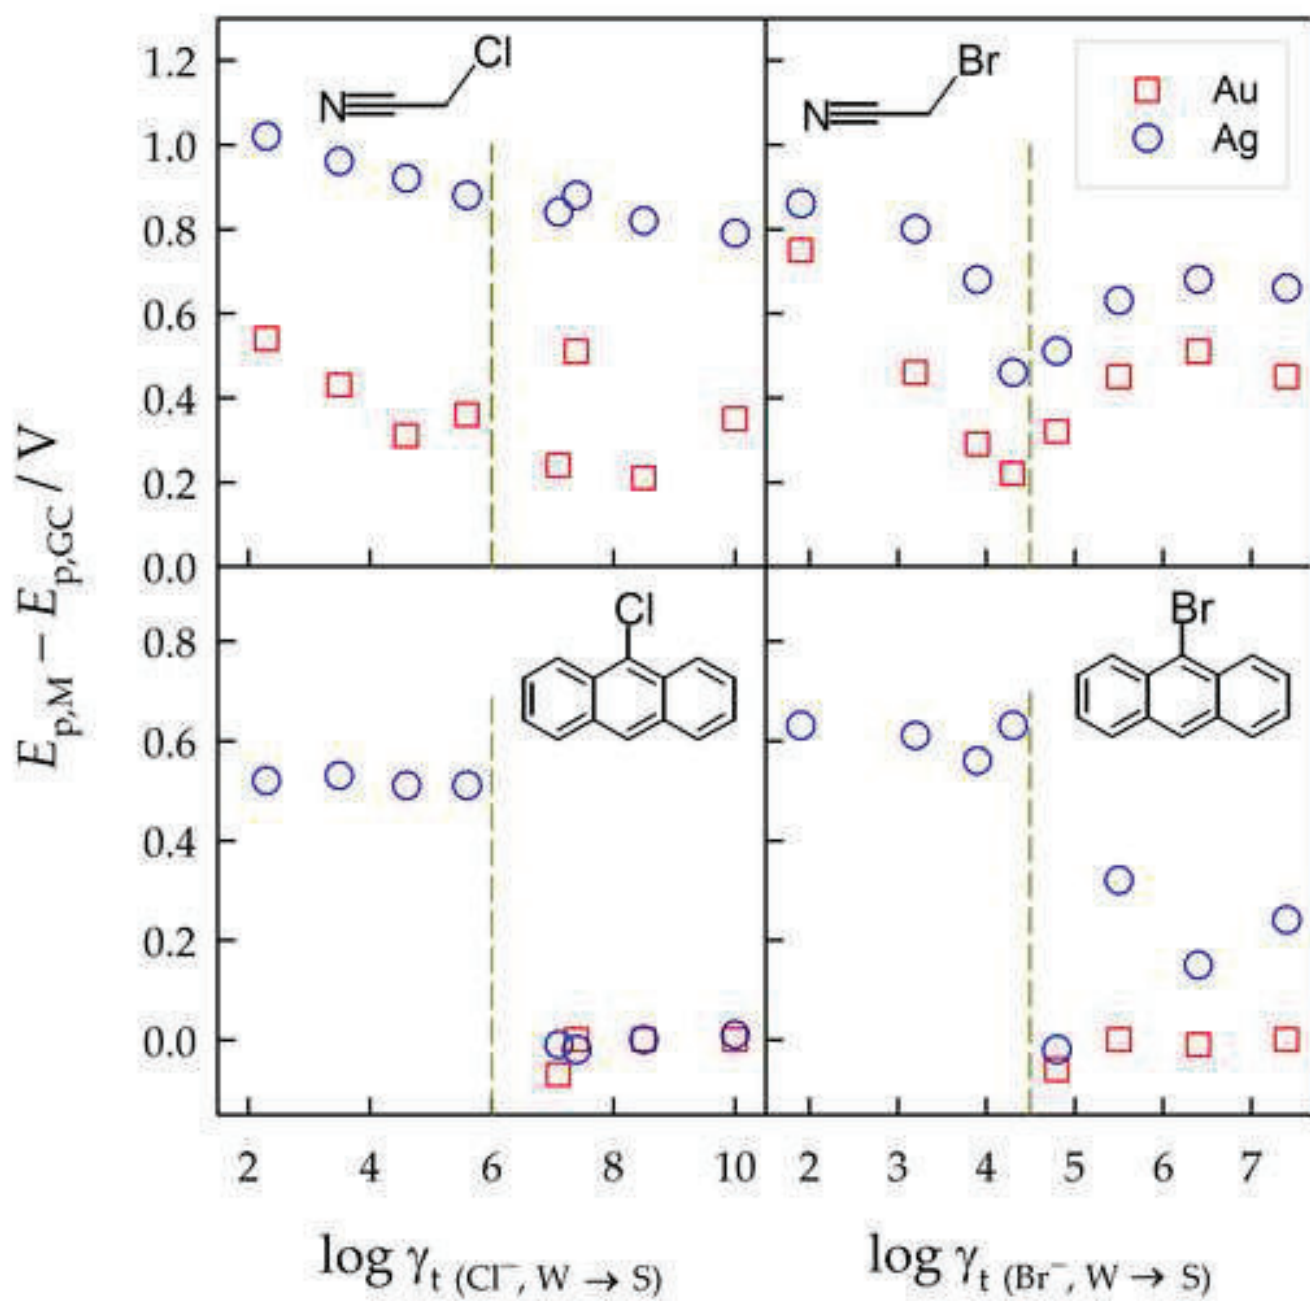 Cl
N
Br
N
Au
Ag
1.2
1.0
0.8
0.6
0.4
0.2
0.0
E_p,M − E_p,GC / V
Cl
Br
0.8
0.6
0.4
0.2
0.0
2 4 6 8 10
2 3 4 5 6 7
log γ_t (Cl⁻, W → S)
log γ_t (Br⁻, W → S)